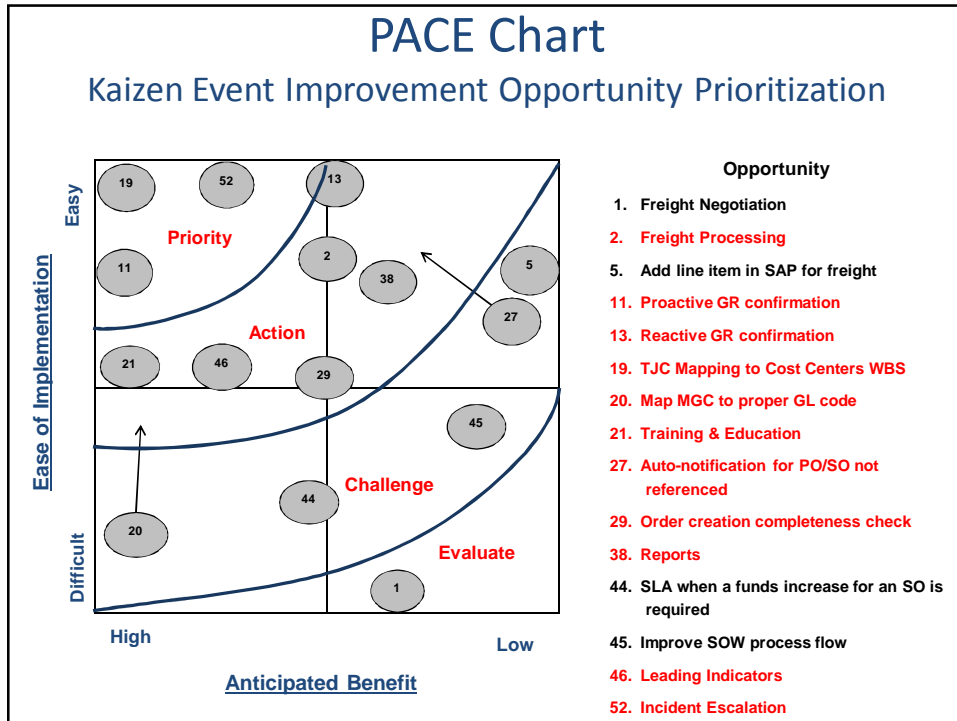 PACE Chart
Kaizen Event Improvement Opportunity Prioritization
Ease of Implementation
Easy
Difficult
19
52
13
Priority
11
2
38
5
27
Action
21
46
29
45
Challenge
44
20
Evaluate
1
High
Low
Anticipated Benefit
Opportunity
1. Freight Negotiation
2. Freight Processing
5. Add line item in SAP for freight
11. Proactive GR confirmation
13. Reactive GR confirmation
19. TJC Mapping to Cost Centers WBS
20. Map MGC to proper GL code
21. Training & Education
27. Auto-notification for PO/SO not
referenced
29. Order creation completeness check
38. Reports
44. SLA when a funds increase for an SO is
required
45. Improve SOW process flow
46. Leading Indicators
52. Incident Escalation